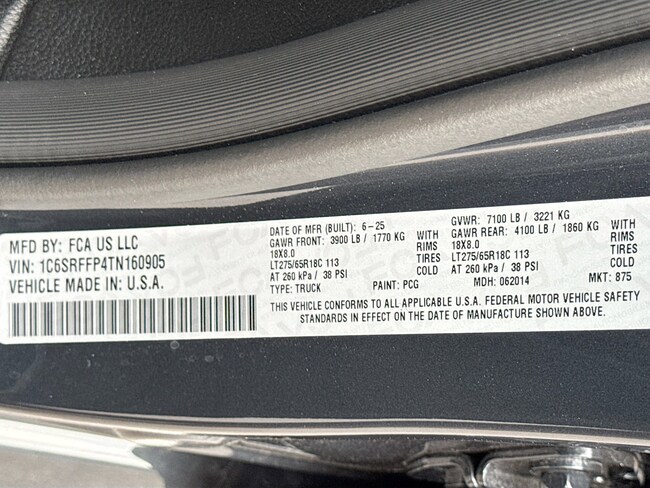 MFD BY: FCA US LLC
VIN: 1C6SRFFP4TN160905
VEHICLE MADE IN: U.S.A.
DATE OF MFR (BUILT): 6-25
GAWR FRONT: 3900 LB / 1770 KG WITH
18X8.0 RIMS
LT275/65R18C 113 TIRES
AT 260 kPa / 38 PSI COLD
TYPE: TRUCK PAINT: PCG
GVWR: 7100 LB / 3221 KG
GAWR REAR: 4100 LB / 1860 KG WITH
18X8.0 RIMS
LT275/65R18C 113 TIRES
AT 260 kPa / 38 PSI COLD
MDH: 062014 MKT: 875
THIS VEHICLE CONFORMS TO ALL APPLICABLE U.S.A. FEDERAL MOTOR VEHICLE SAFETY
STANDARDS IN EFFECT ON THE DATE OF MANUFACTURE SHOWN ABOVE.